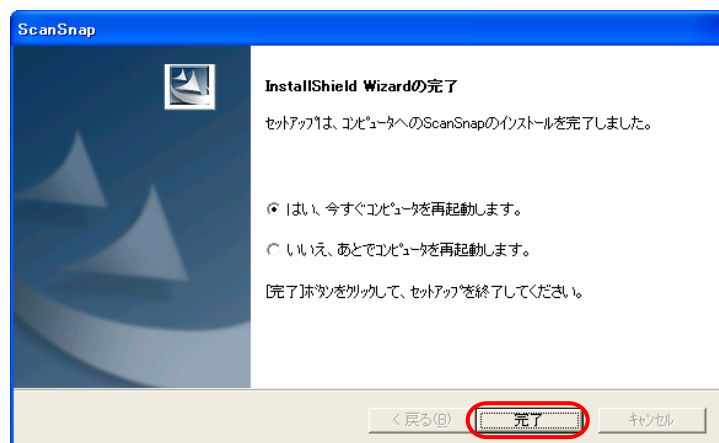 ScanSnap
InstallShield Wizardの完了
セットアップは、コンピュータへのScanSnapのインストールを完了しました。
はい、今すぐコンピュータを再起動します。
いいえ、あとでコンピュータを再起動します。
[完了]ボタンをクリックして、セットアップを終了してください。
< 戻る(B)
完了
キャンセル